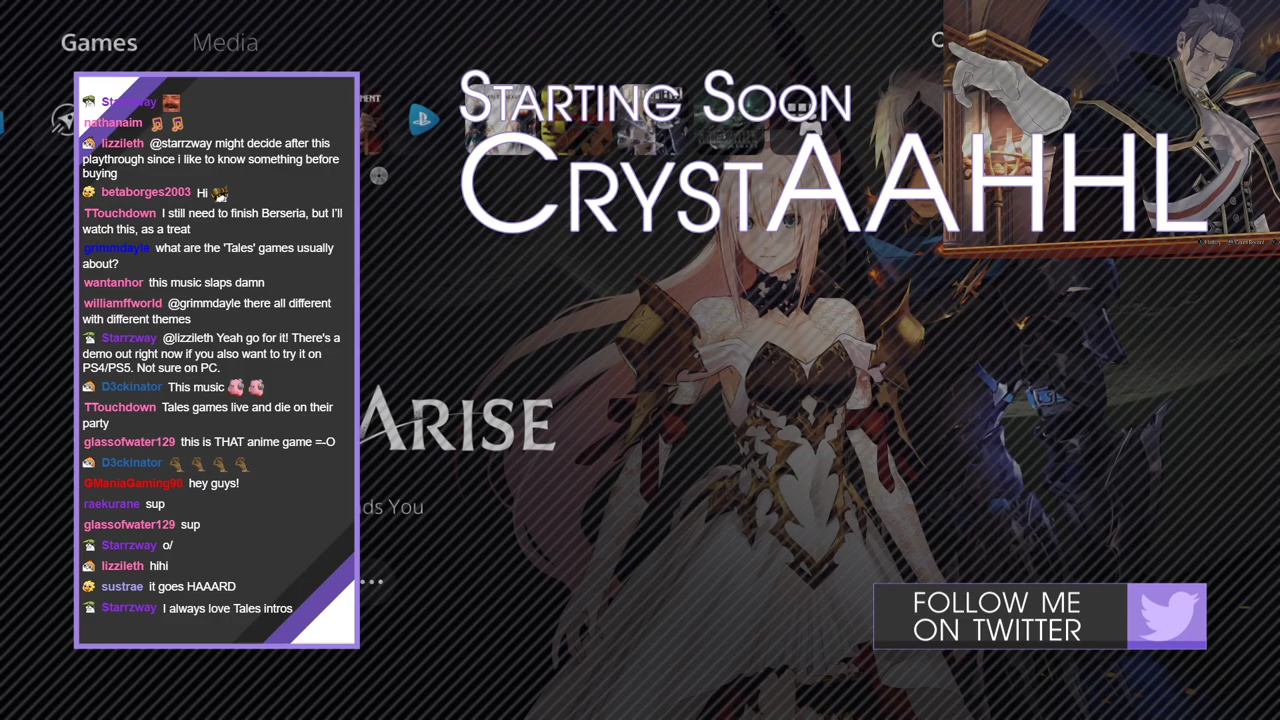 Games Media
STARTING SOON
CRYSTAAHHL
Starrzway
nathanaim
lizzileth @starrzway might decide after this
playthrough since i like to know something before
buying
betaborges2003 Hi
TTouchdown I still need to finish Berseria, but I'll
watch this, as a treat
grimmdayle what are the 'Tales' games usually
about?
wantanhor this music slaps damn
williamffworld @grimmdayle there all different
with different themes
Starrzway @lizzileth Yeah go for it! There's a
demo out right now if you also want to try it on
PS4/PS5. Not sure on PC.
D3ckinator This music
TTouchdown Tales games live and die on their
party
glassofwater129 this is THAT anime game =-O
D3ckinator
GManiaGaming90 hey guys!
raekurane sup
glassofwater129 sup
Starrzway o/
lizzileth hihi
sustrae it goes HAAARD
Starrzway I always love Tales intros
ARISE
ds You
...
FOLLOW ME
ON TWITTER